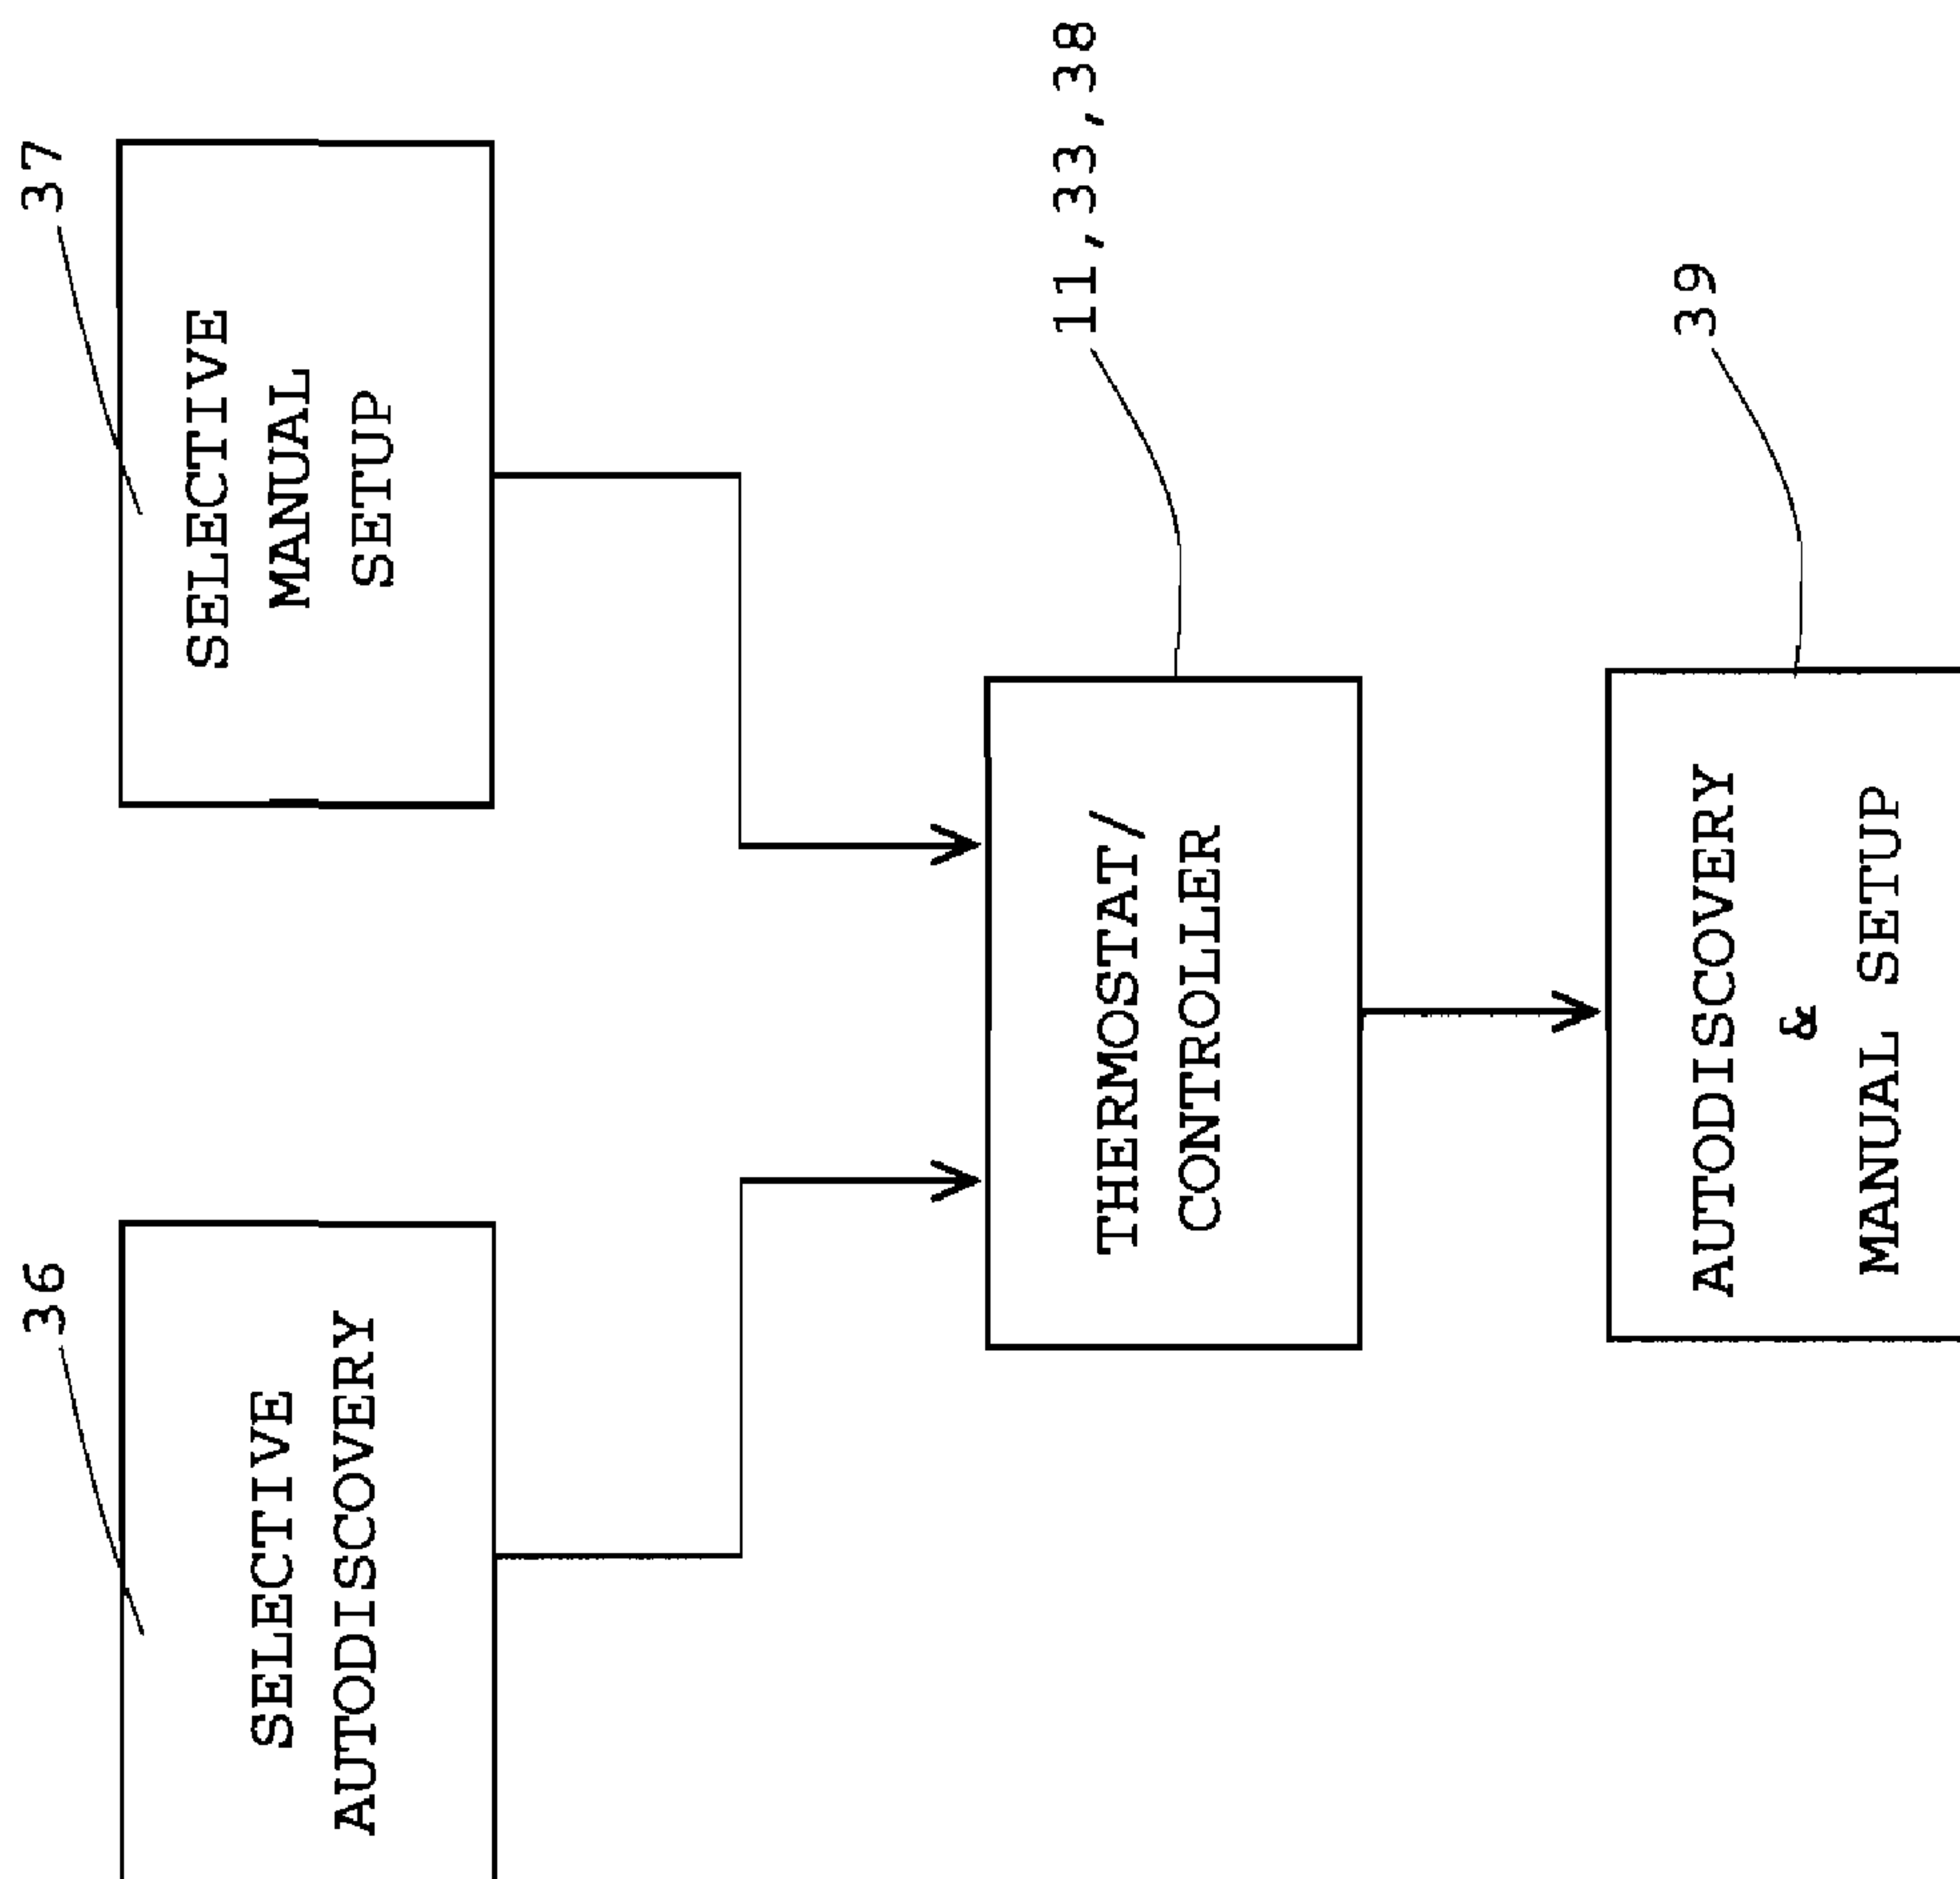 36
SELECTIVE
AUTODISCOVERY
37
SELECTIVE
MANUAL
SETUP
11,33,38
THERMOSTAT/
CONTROLLER
39
AUTODISCOVERY
&
MANUAL SETUP